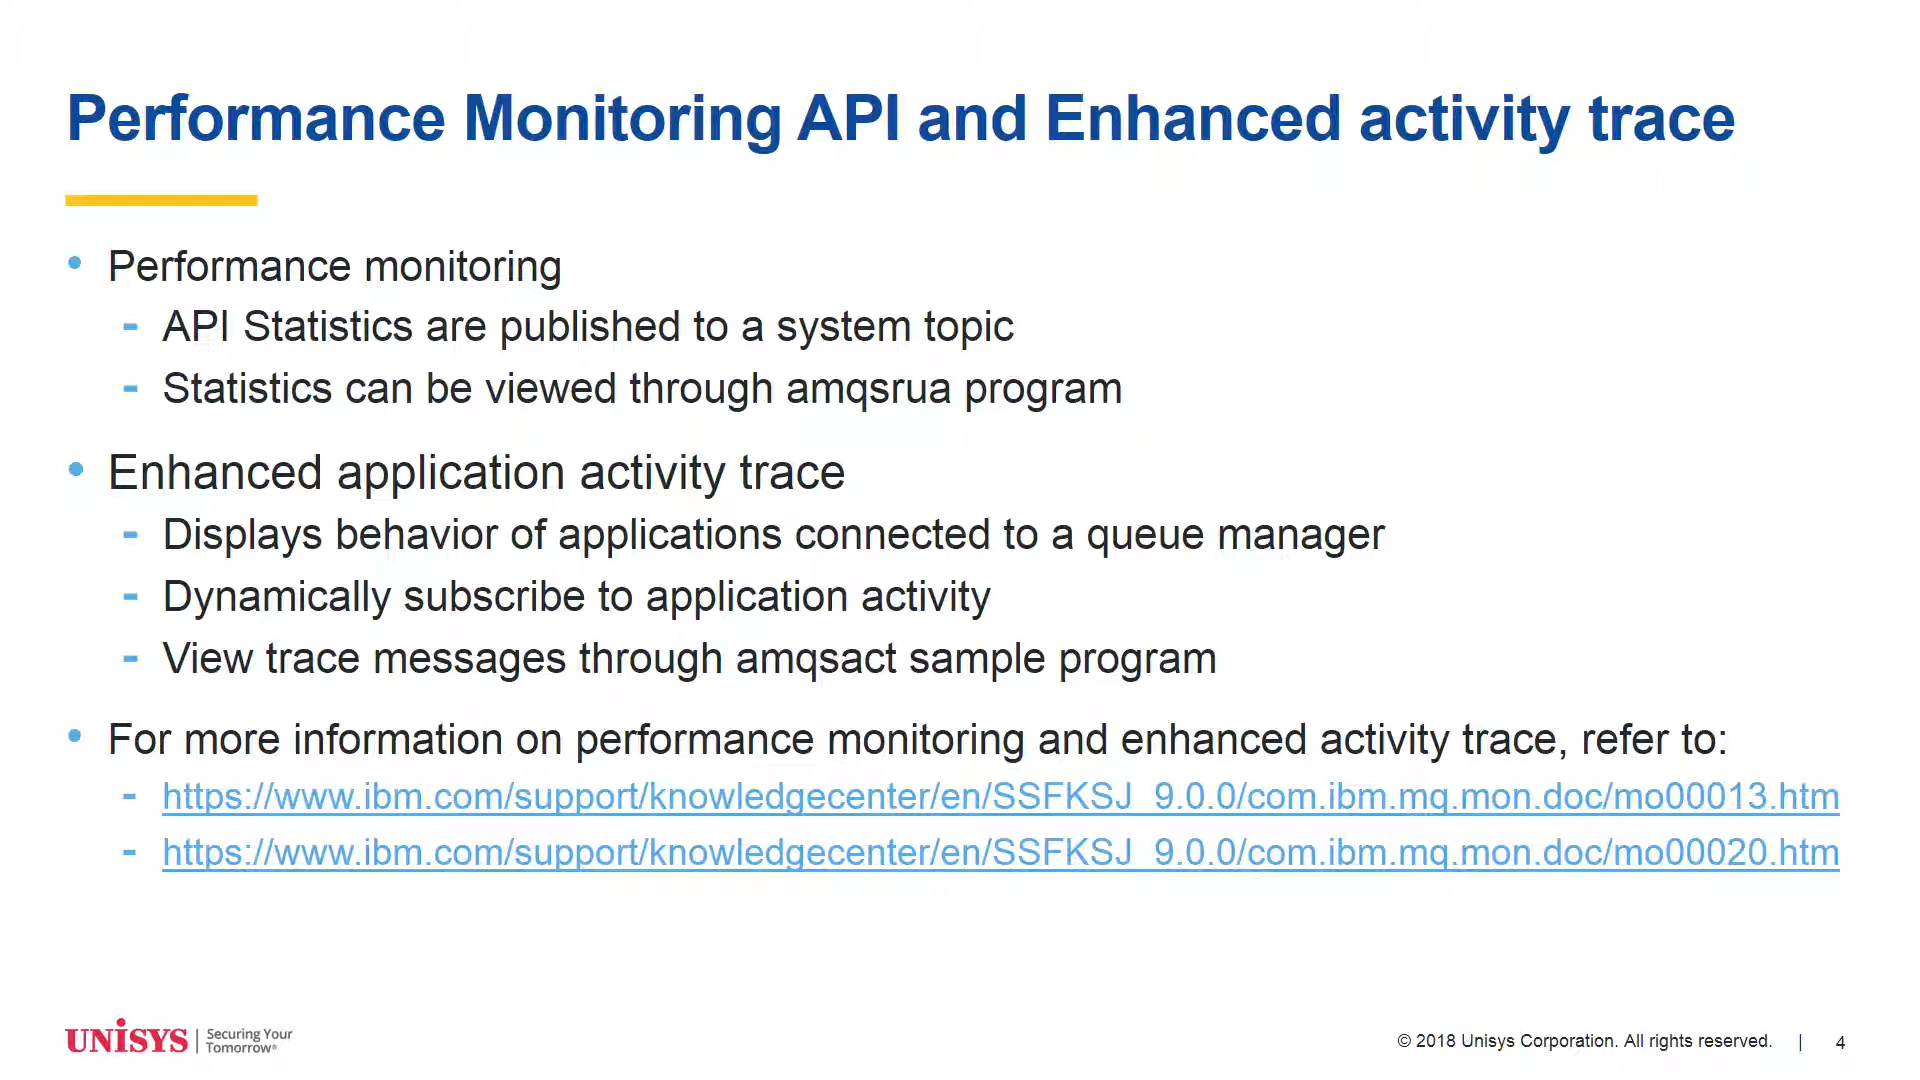 Performance Monitoring API and Enhanced activity trace
• Performance monitoring
- API Statistics are published to a system topic
- Statistics can be viewed through amqsrua program
• Enhanced application activity trace
- Displays behavior of applications connected to a queue manager
- Dynamically subscribe to application activity
- View trace messages through amqsact sample program
• For more information on performance monitoring and enhanced activity trace, refer to:
- https://www.ibm.com/support/knowledgecenter/en/SSFKSJ_9.0.0/com.ibm.mq.mon.doc/mo00013.htm
- https://www.ibm.com/support/knowledgecenter/en/SSFKSJ_9.0.0/com.ibm.mq.mon.doc/mo00020.htm
UNISYS | Securing Your
Tomorrow®
© 2018 Unisys Corporation. All rights reserved. | 4